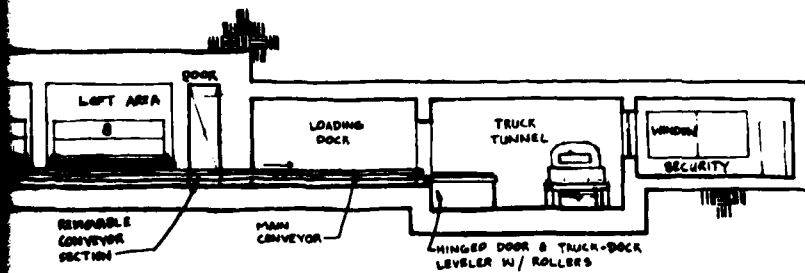 DOOR
LOFT AREA
LOADING
DOCK
TRUCK
TUNNEL
WINDOW
SECURITY
REMOVABLE
CONVEYOR
SECTION
MAIN
CONVEYOR
HINGED DOOR & TRUCK-DOCK
LEVELER W/ ROLLERS